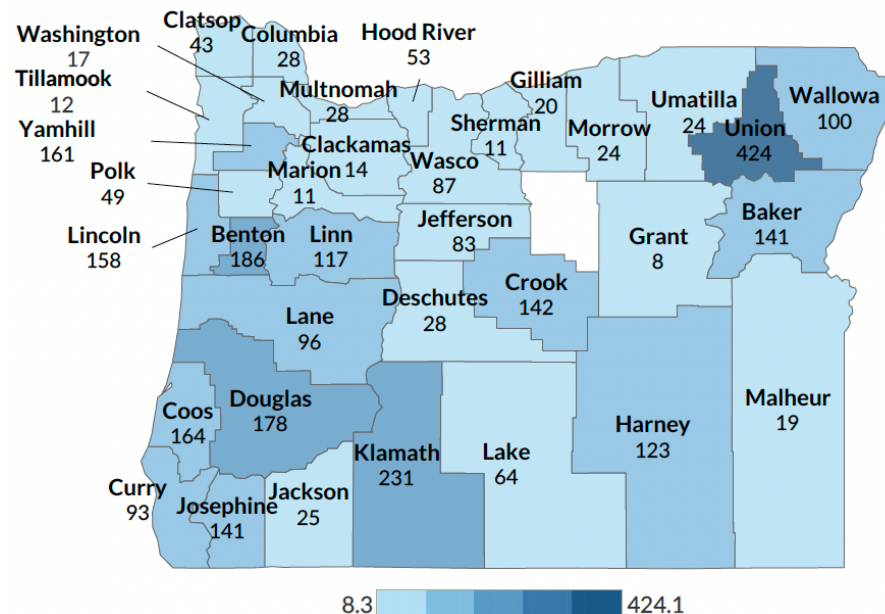 Clatsop
43
Columbia
28
Hood River
53
Washington
17
Tillamook
12
Multnomah
28
Gilliam
20
Umatilla
24
Wallowa
100
Yamhill
161
Clackamas
14
Sherman
11
Morrow
24
Union
424
Polk
49
Marion
11
Wasco
87
Lincoln
158
Benton
186
Linn
117
Jefferson
83
Grant
8
Baker
141
Lane
96
Deschutes
28
Crook
142
Coos
164
Douglas
178
Klamath
231
Lake
64
Harney
123
Malheur
19
Curry
93
Josephine
141
Jackson
25
8.3 424.1